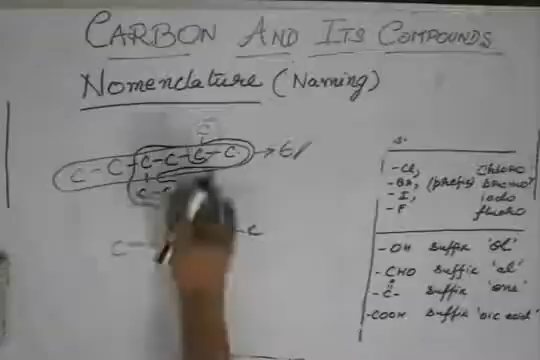 CARBON AND ITS COMPOUNDS
Nomenclature (Naming)
C
C - C - C - C - C - C → 6
C - C
C -
- C
- Cl, Chloro
- Br, (prefix) bromo
- I, iodo
- F fluoro
- OH suffix 'ol'
- CHO suffix 'al'
- C - suffix 'one'
- COOH suffix 'oic acid'